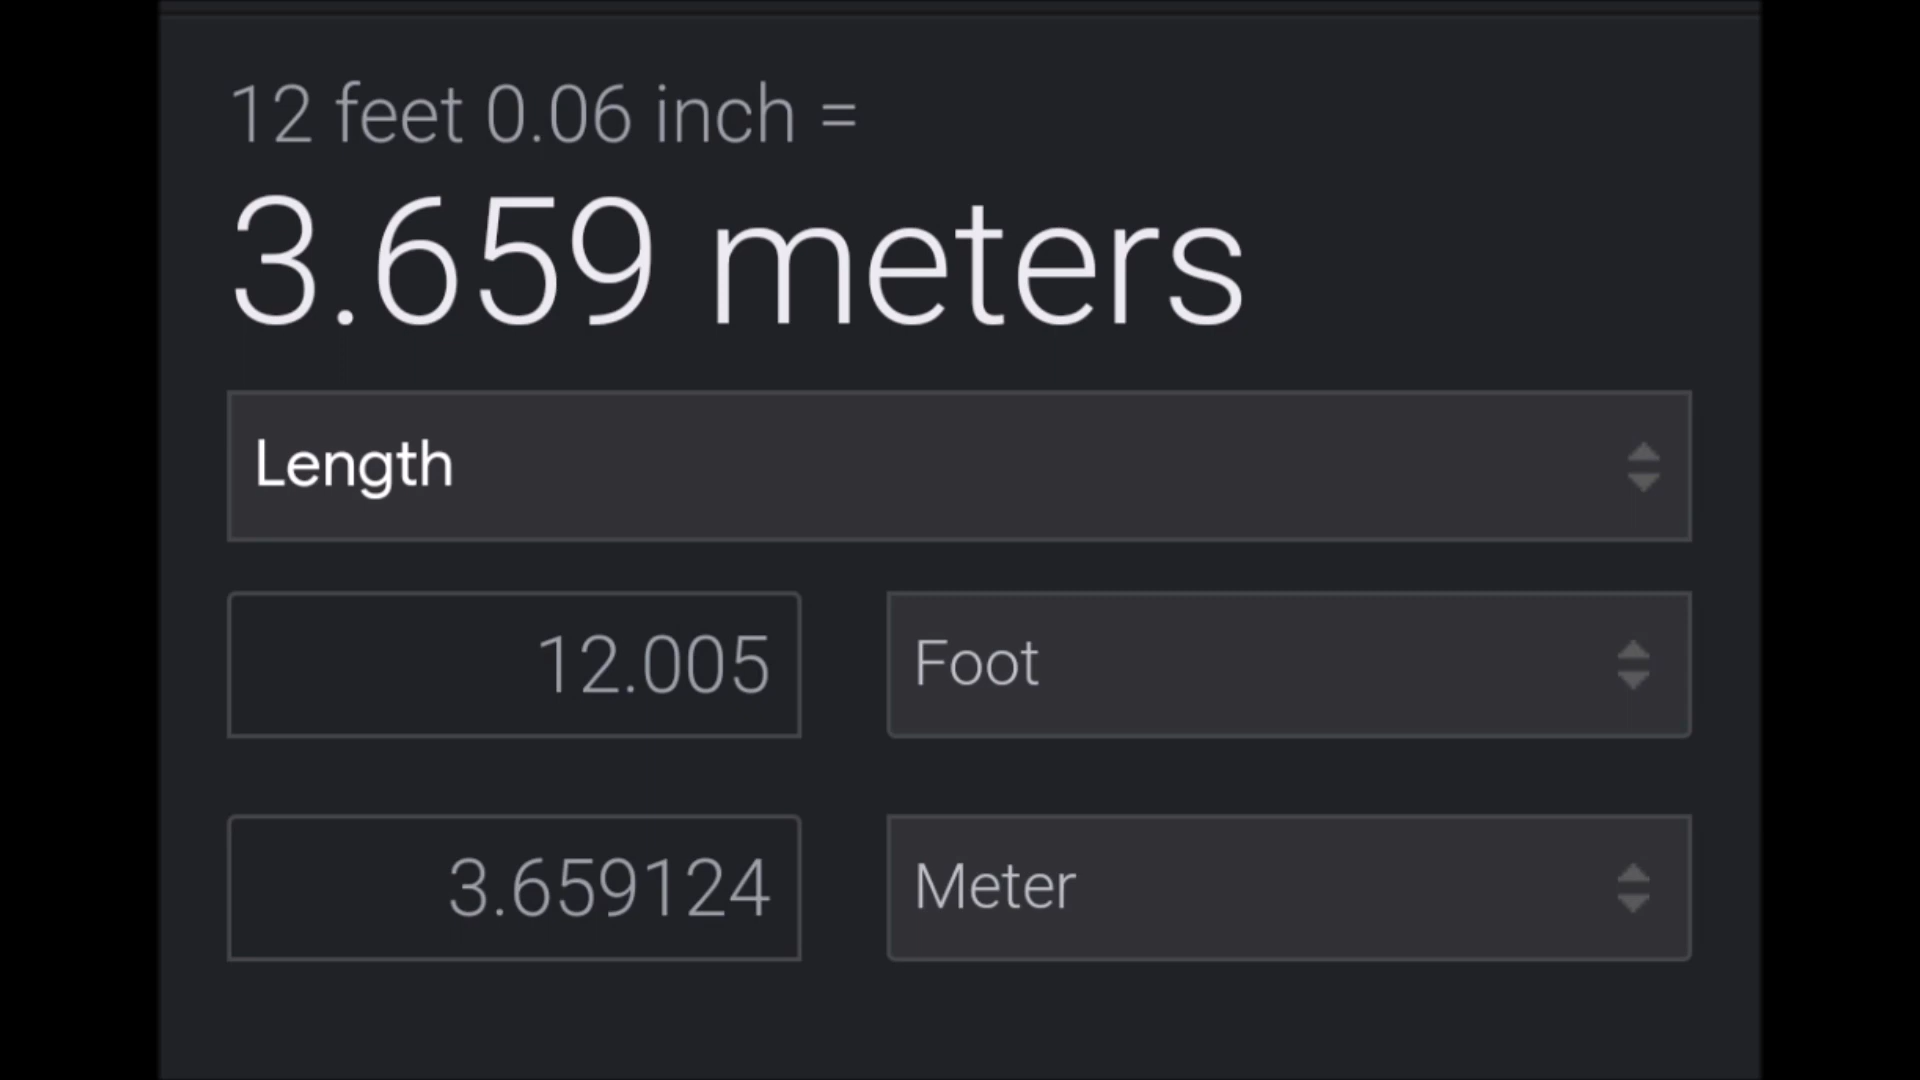 12 feet 0.06 inch =
3.659 meters
Length
12.005 Foot
3.659124 Meter